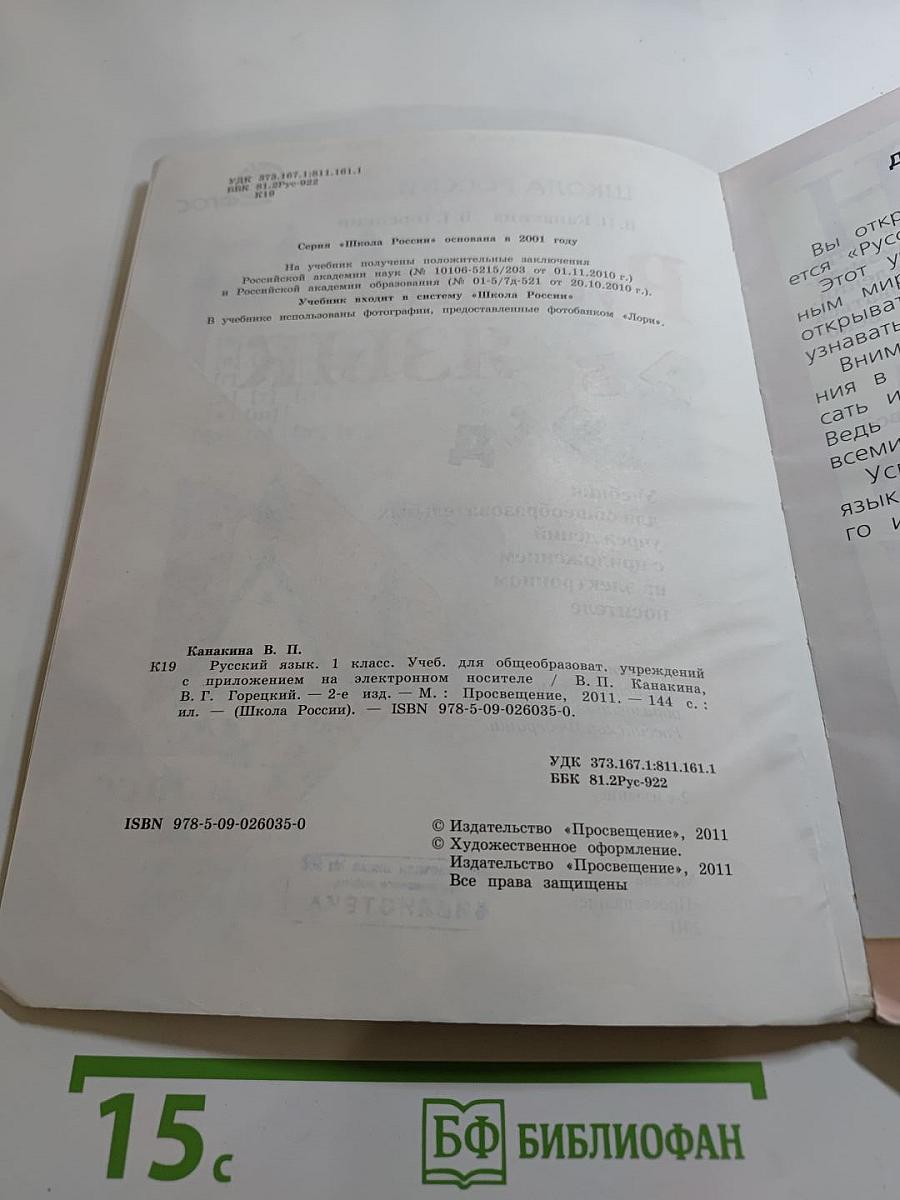 УДК 373.167.1:811.161.1
ББК 81.2Рус-922
К19
Серия «Школа России» основана в 2001 году
На учебник получены положительные заключения
Российской академии наук (№ 10106-5215/203 от 01.11.2010 г.)
и Российской академии образования (№ 01-5/7д-521 от 20.10.2010 г.).
Учебник входит в систему «Школа России»
В учебнике использованы фотографии, предоставленные фотобанком «Лори».
Канакина В. П.
К19 Русский язык. 1 класс. Учеб. для общеобразоват. учреждений
с приложением на электронном носителе / В. П. Канакина,
В. Г. Горецкий. — 2-е изд. — М. : Просвещение, 2011. — 144 с. :
ил. — (Школа России). — ISBN 978-5-09-026035-0.
УДК 373.167.1:811.161.1
ББК 81.2Рус-922
ISBN 978-5-09-026035-0
© Издательство «Просвещение», 2011
© Художественное оформление.
Издательство «Просвещение», 2011
Все права защищены
Вы откр
ется «Русс
Этот у
ным мир
открыват
узнавать
Вним
ния в
сать и
Ведь
всеми
Усп
язык
го и
15 с
БФ БИБЛИОФАН